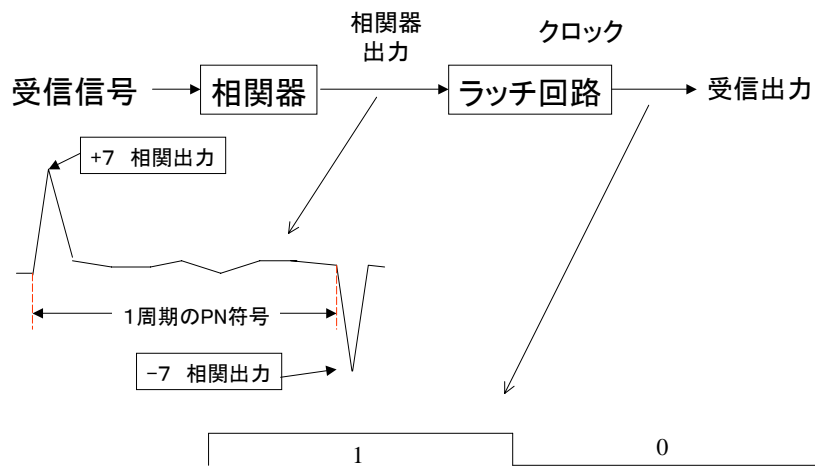 相関器
出力
クロック
受信信号
相関器
ラッチ回路
受信出力
+7 相関出力
1周期のPN符号
-7 相関出力
1
0